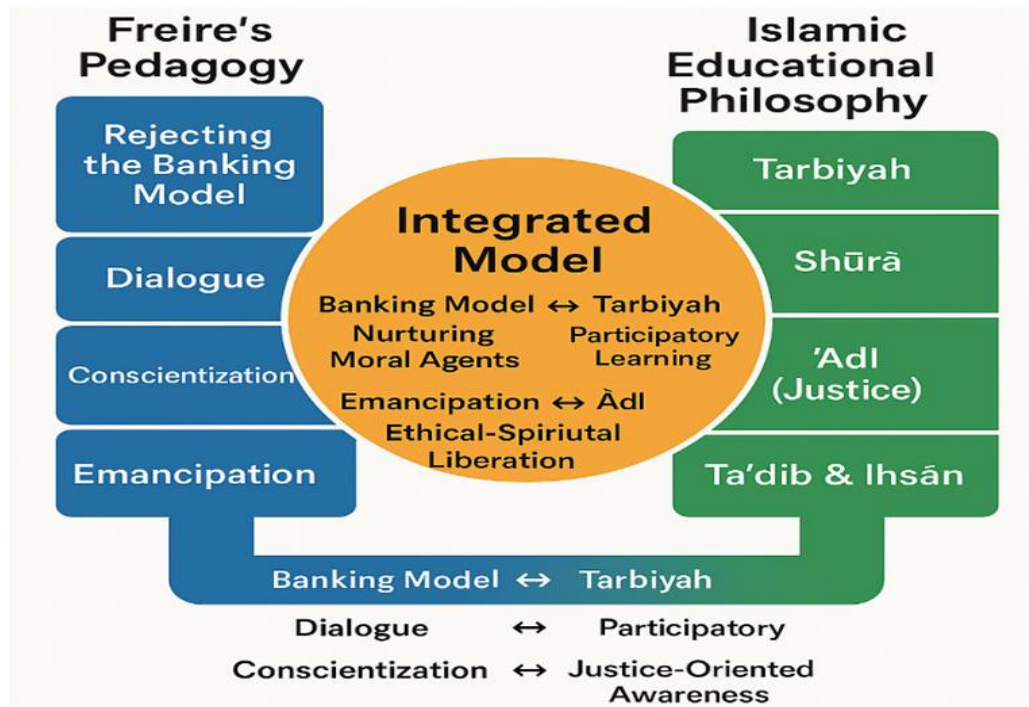 Freire's
Pedagogy
Rejecting
the Banking
Model
Dialogue
Conscientization
Emancipation
Integrated
Model
Banking Model ↔ Tarbiyah
Nurturing
Moral Agents
Participatory
Learning
Emancipation ↔ Àdl
Ethical-Spiriutal
Liberation
Islamic
Educational
Philosophy
Tarbiyah
Shūrà
'Adl
(Justice)
Ta'dib & Ihsán
Banking Model ↔ Tarbiyah
Dialogue ↔ Participatory
Conscientization ↔ Justice-Oriented
Awareness